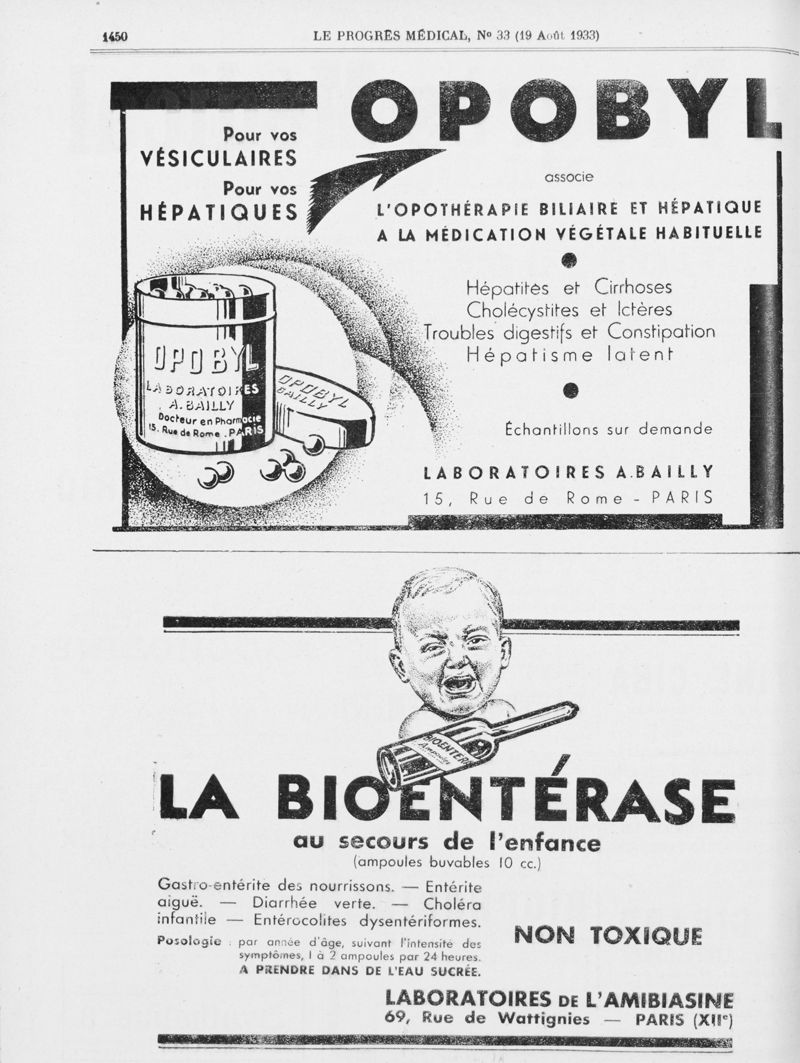 1450
LE PROGRÈS MÉDICAL, No 33 (19 Août 1933)
OPOBYL
Pour vos
VÉSICULAIRES
Pour vos
HÉPATIQUES
associe
L'OPOTHÉRAPIE BILIAIRE ET HÉPATIQUE
A LA MÉDICATION VÉGÉTALE HABITUELLE
Hépatites et Cirrhoses
Cholécystites et Ictères
Troubles digestifs et Constipation
Hépatisme latent
OPOBYL
LABORATOIRES
A. BAILLY
Docteur en Pharmacie
15. Rue de Rome . PARIS
OPOBYL
BAILLY
Échantillons sur demande
LABORATOIRES A. BAILLY
15, Rue de Rome - PARIS
BIOENTER
Ampoules
LA BIOENTÉRASE
au secours de l'enfance
(ampoules buvables 10 cc.)
Gastro-entérite des nourrissons. — Entérite
aiguë. — Diarrhée verte. — Choléra
infantile — Entérocolites dysentériformes.
Posologie : par année d'âge, suivant l'intensité des
symptômes, 1 à 2 ampoules par 24 heures.
A PRENDRE DANS DE L'EAU SUCRÉE.
NON TOXIQUE
LABORATOIRES DE L'AMIBIASINE
69, Rue de Wattignies — PARIS (XIIe)